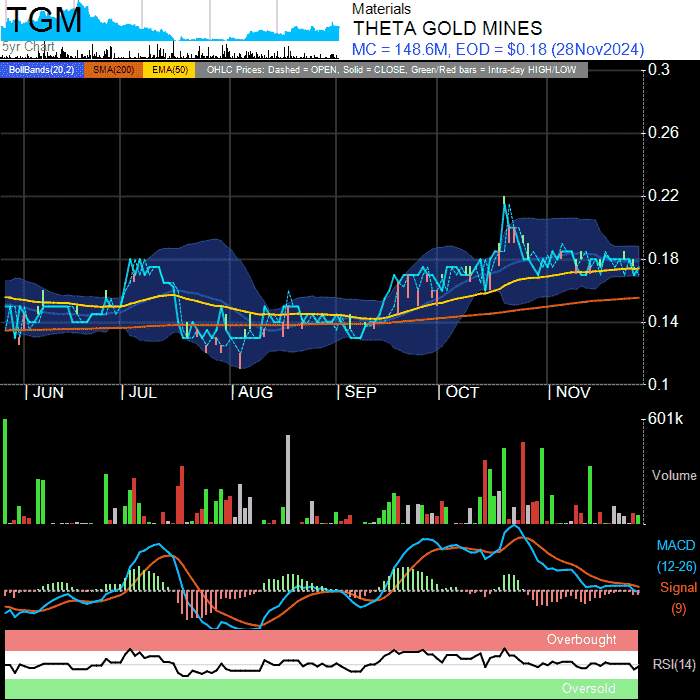 TGM
5yr Chart
Materials
THETA GOLD MINES
MC = 148.6M, EOD = $0.18 (28Nov2024)
BollBands(20,2) SMA(200) EMA(50) OHLC Prices: Dashed = OPEN, Solid = CLOSE, Green/Red bars = Intra-day HIGH/LOW
0.3
0.26
0.22
0.18
0.14
0.1
JUN JUL AUG SEP OCT NOV
601k
Volume
MACD
(12-26)
Signal
(9)
Overbought
RSI(14)
Oversold